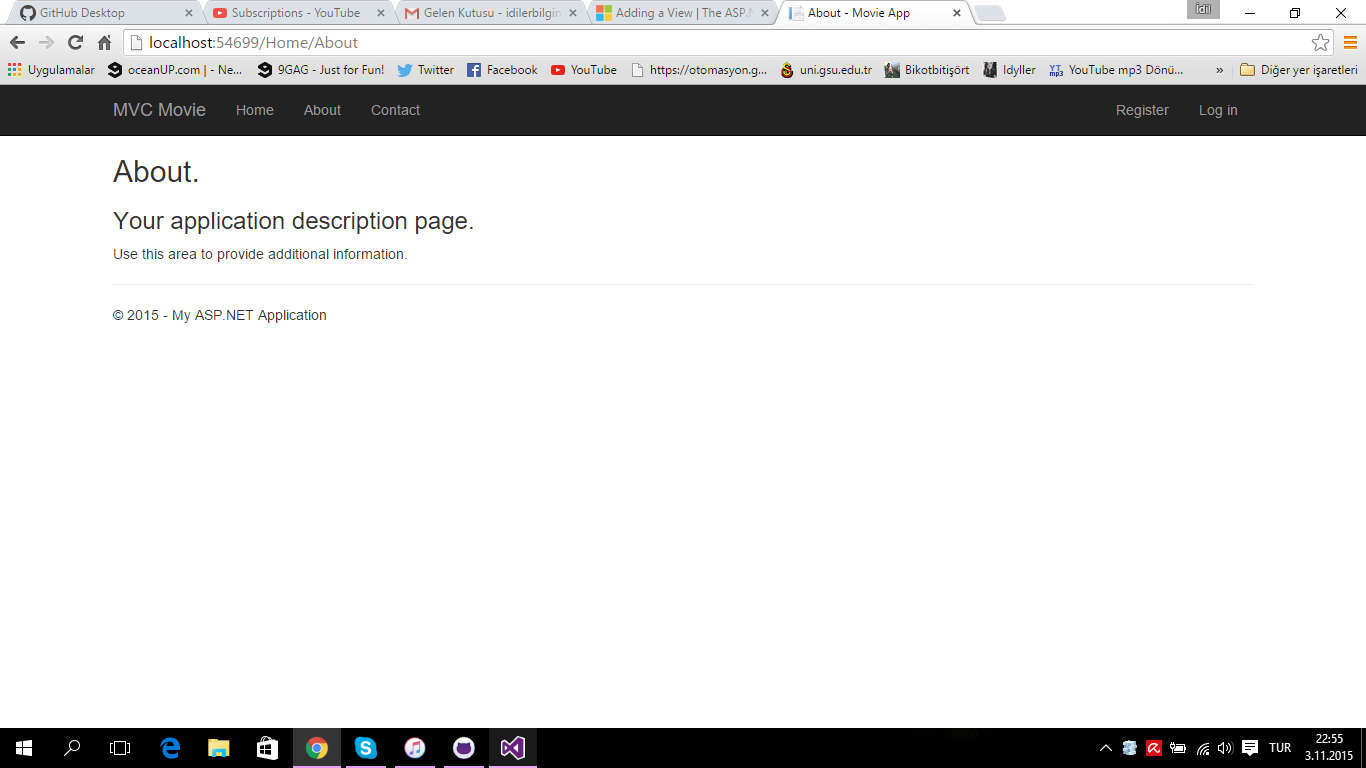 GitHub Desktop
Subscriptions - YouTube
Gelen Kutusu - idilerbilgin
Adding a View | The ASP.N
About - Movie App
İdil
localhost:54699/Home/About
Uygulamalar
oceanUP.com | - Ne...
9GAG - Just for Fun!
Twitter
Facebook
YouTube
https://otomasyon.g...
uni.gsu.edu.tr
Bikotbitişört
Idyller
YT mp3
YouTube mp3 Dönü...
»
Diğer yer işaretleri
MVC Movie
Home
About
Contact
Register
Log in
About.
Your application description page.
Use this area to provide additional information.
© 2015 - My ASP.NET Application
TUR
22:55
3.11.2015